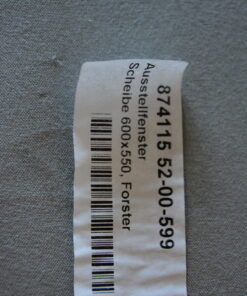 874115 52-00-599
Ausstellfenster
Scheibe 600x550, Forster